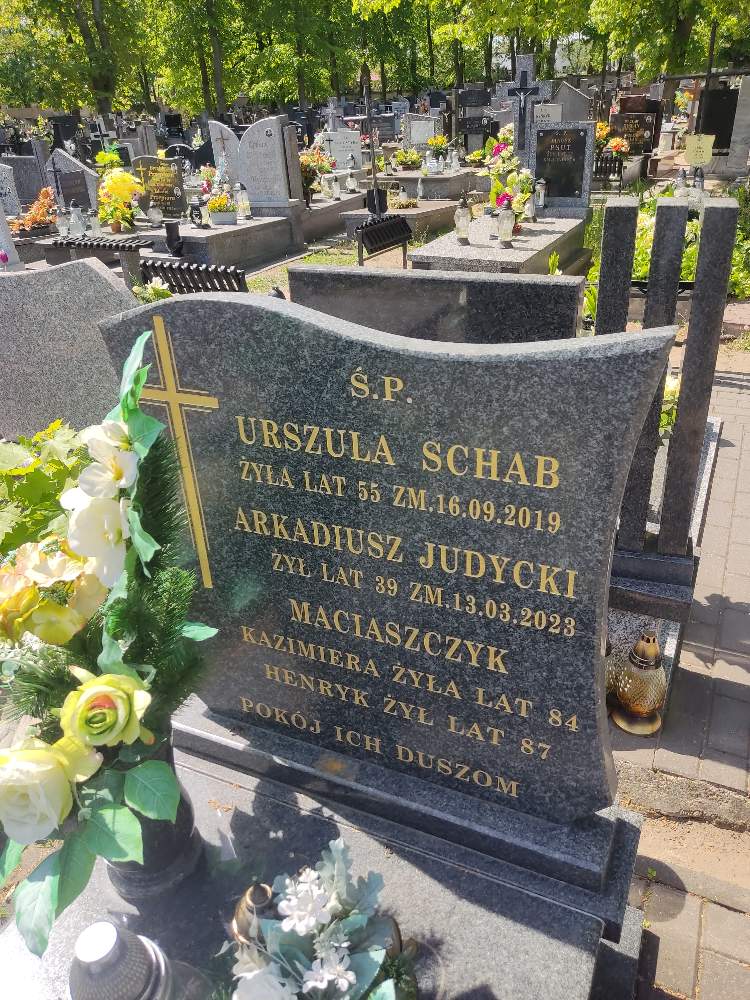 Ś.P.
URSZULA SCHAB
ŻYŁA LAT 55 ZM.16.09.2019
ARKADIUSZ JUDYCKI
ŻYŁ LAT 39 ZM.13.03.2023
MACIASZCZYK
KAZIMIERA ŻYŁA LAT 84
HENRYK ŻYŁ LAT 87
POKÓJ ICH DUSZOM